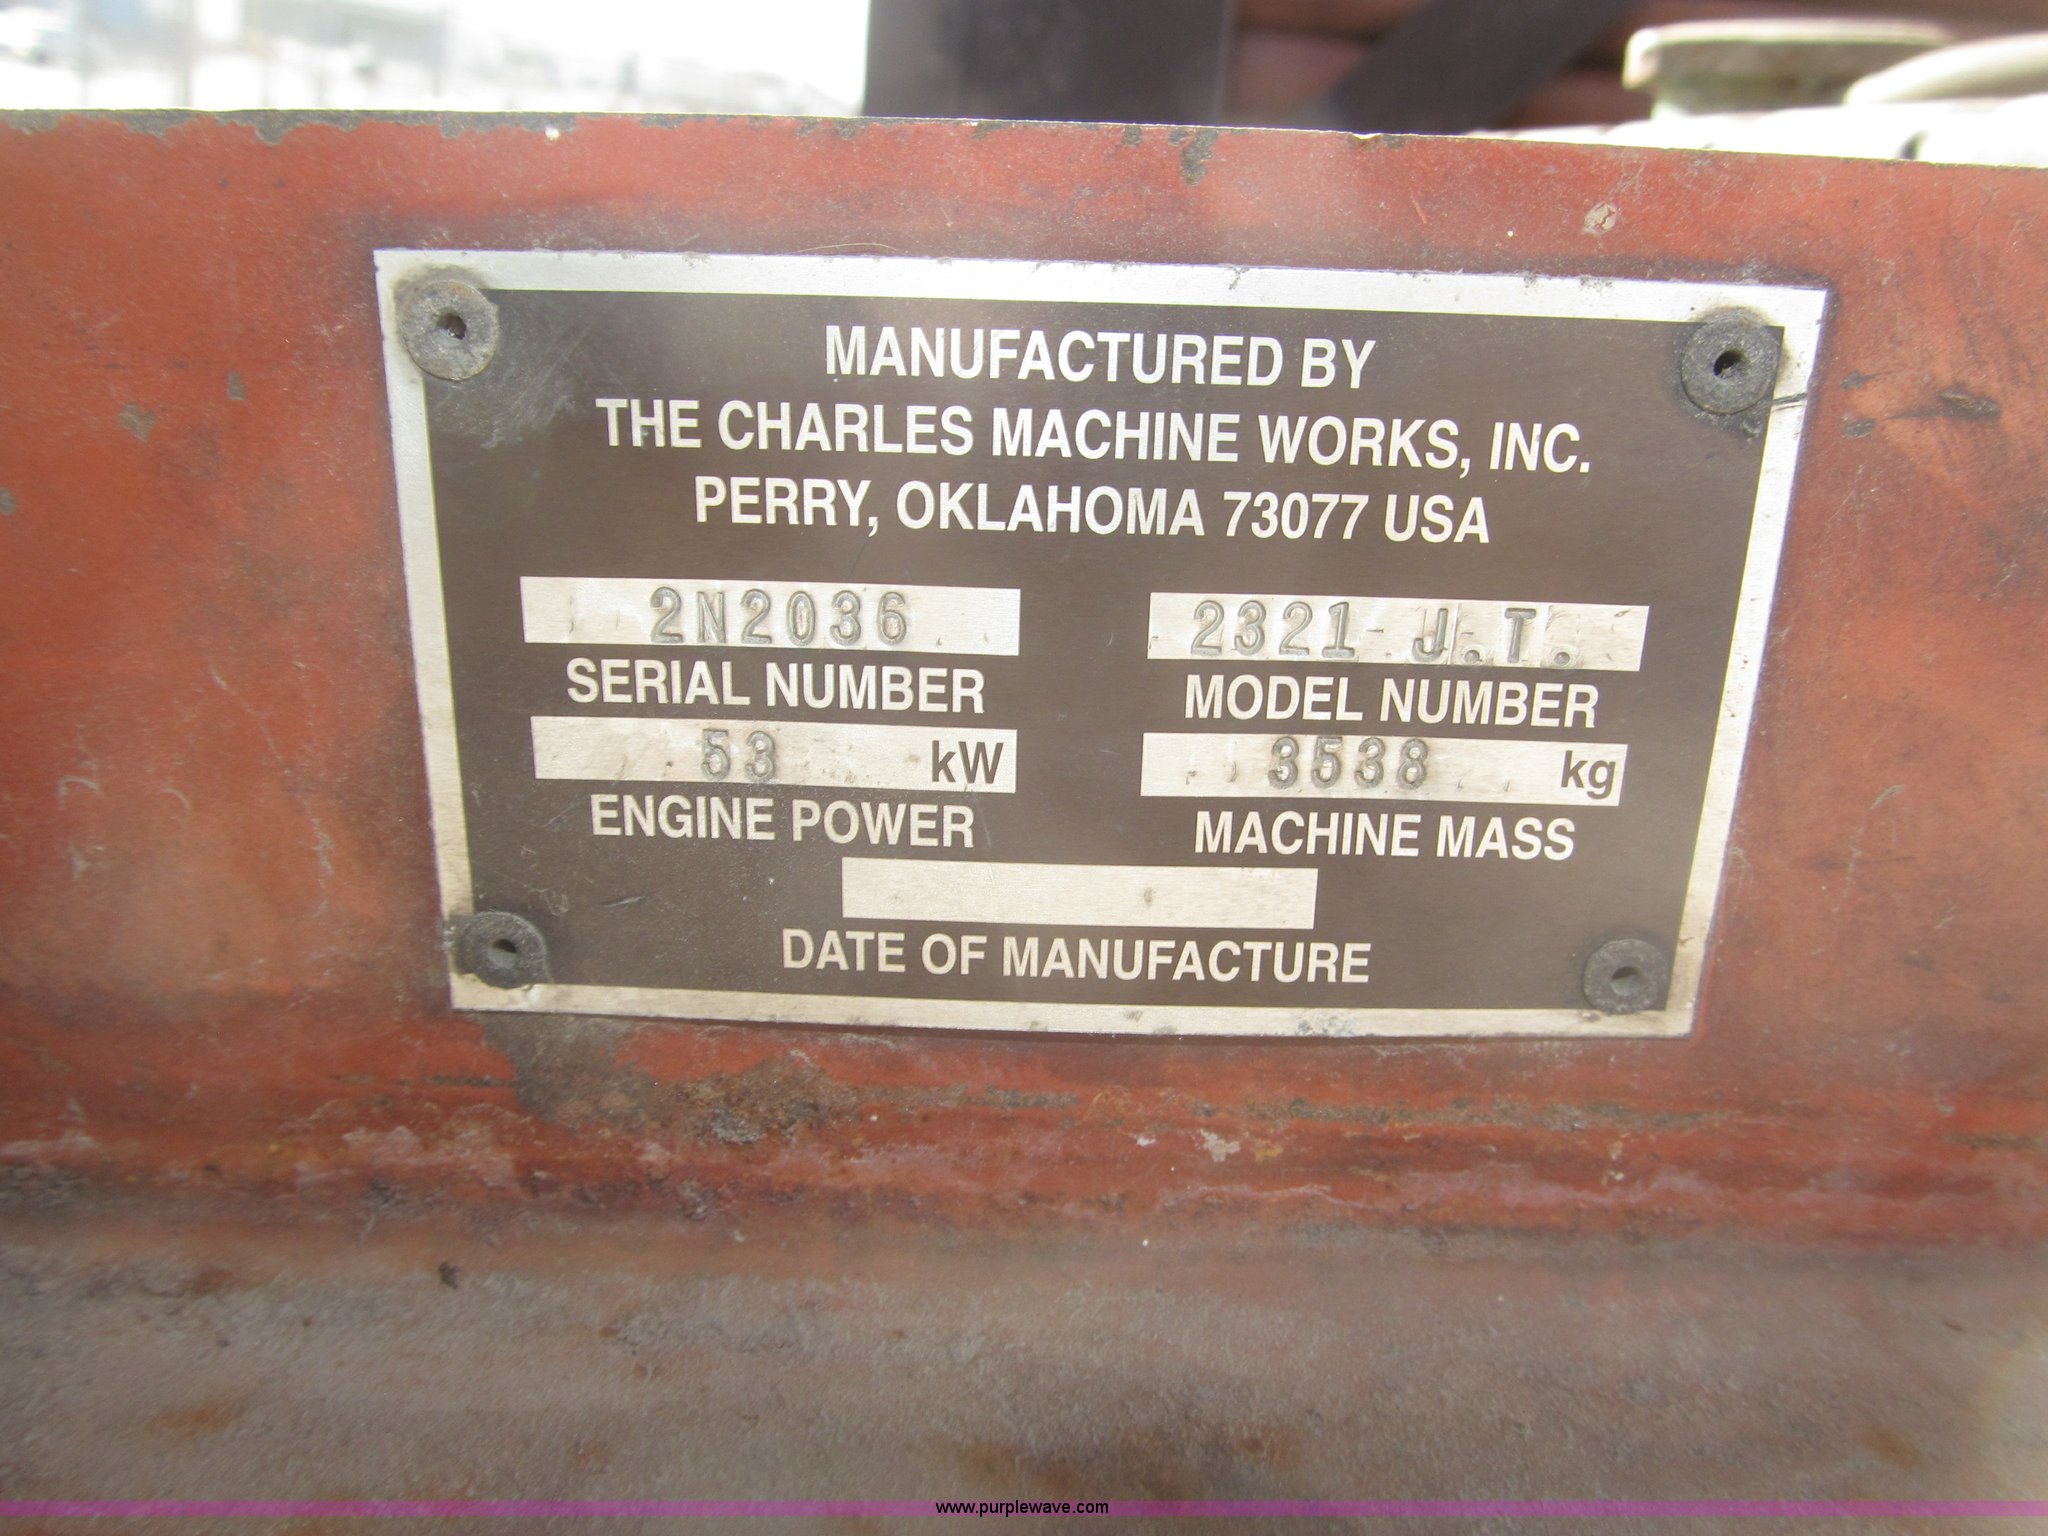 MANUFACTURED BY
THE CHARLES MACHINE WORKS, INC.
PERRY, OKLAHOMA 73077 USA
2N2036
SERIAL NUMBER
2321 J.T.
MODEL NUMBER
53 kW
ENGINE POWER
3538 kg
MACHINE MASS
DATE OF MANUFACTURE
www.purplewave.com